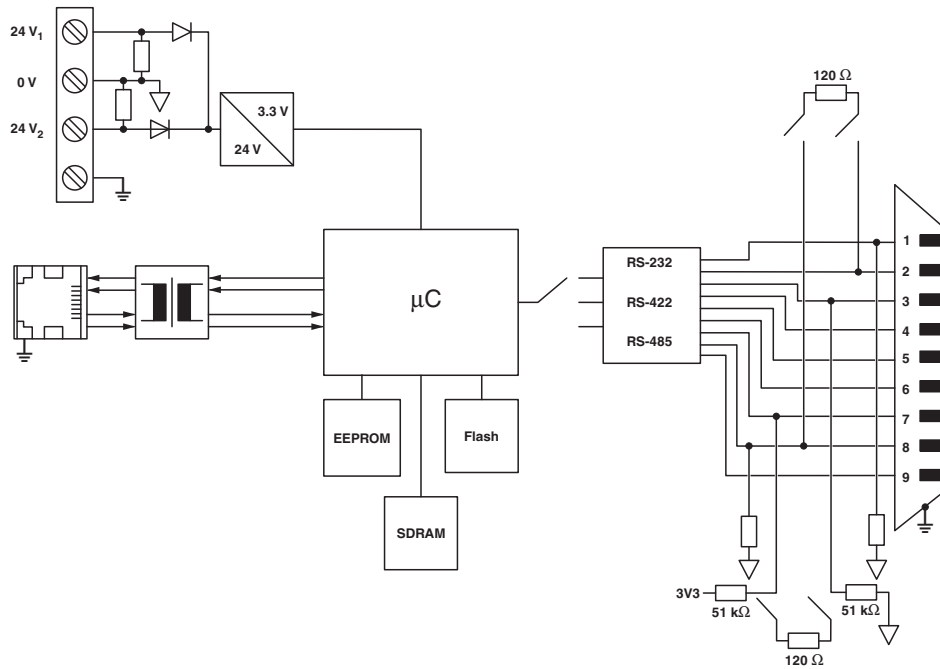 24 V₁
0 V
24 V₂
3.3 V
24 V
120 Ω
μC
RS-232
RS-422
RS-485
1
2
3
4
5
6
7
8
9
EEPROM
Flash
SDRAM
3V3
51 kΩ
51 kΩ
120 Ω